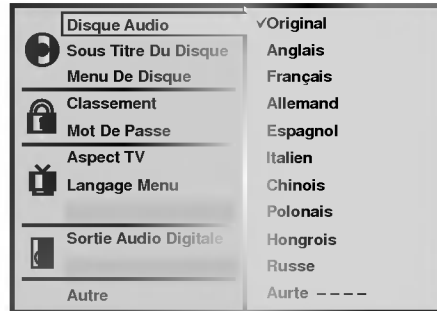 Disque Audio
Sous Titre Du Disque
Menu De Disque
Classement
Mot De Passe
Aspect TV
Langage Menu
Sortie Audio Digitale
Autre
✓Original
Anglais
Français
Allemand
Espagnol
Italien
Chinois
Polonais
Hongrois
Russe
Aurte – – – –